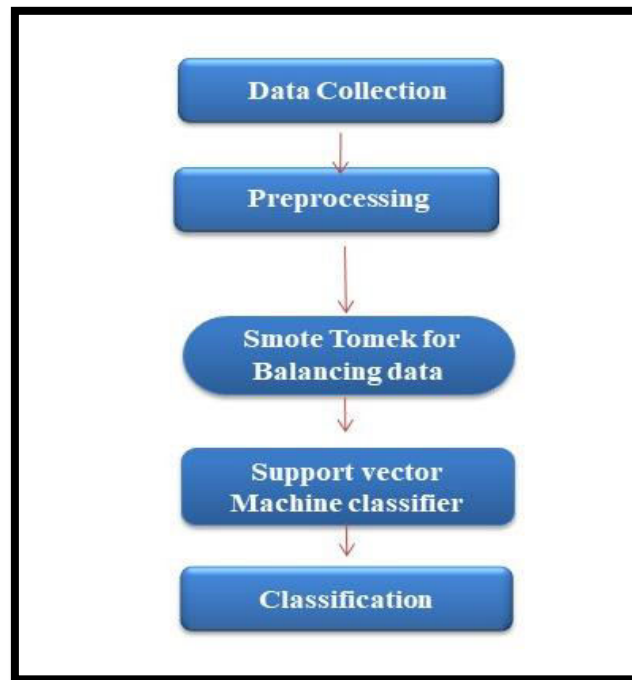 Data Collection
Preprocessing
Smote Tomek for
Balancing data
Support vector
Machine classifier
Classification